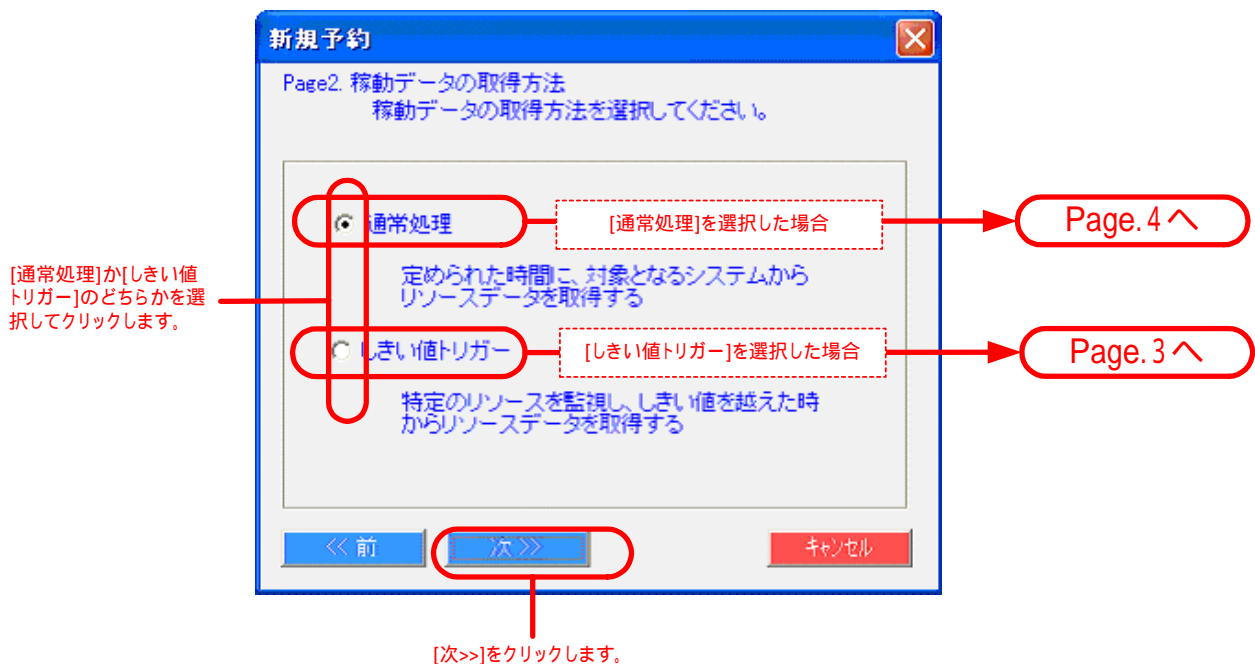 新規予約
Page2. 稼動データの取得方法
稼動データの取得方法を選択してください。
通常処理
[通常処理]を選択した場合
Page.4へ
定められた時間に、対象となるシステムから
リソースデータを取得する
[通常処理]か[しきい値
トリガー]のどちらかを選
択してクリックします。
しきい値トリガー
[しきい値トリガー]を選択した場合
Page.3へ
特定のリソースを監視し、しきい値を越えた時
からリソースデータを取得する
<< 前
次 >>
キャンセル
[次>>]をクリックします。